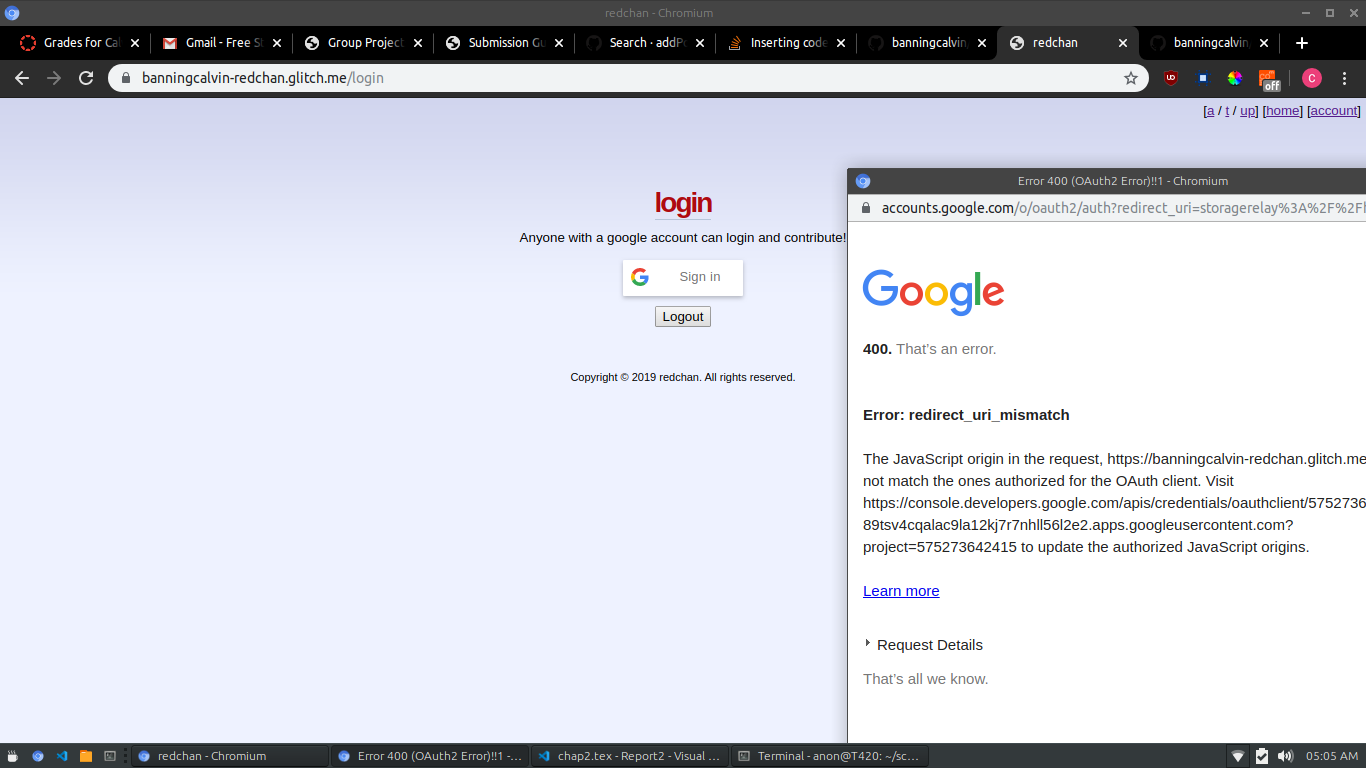 redchan - Chromium
Grades for Cal
Gmail - Free St
Group Project
Submission Gu
Search · addPo
Inserting code
banningcalvin
redchan
banningcalvin
banningcalvin-redchan.glitch.me/login
off
C
[a / t / up] [home] [account]
login
Anyone with a google account can login and contribute!
Sign in
Logout
Copyright © 2019 redchan. All rights reserved.
Error 400 (OAuth2 Error)!!1 - Chromium
accounts.google.com/o/oauth2/auth?redirect_uri=storagerelay%3A%2F%2F
Google
400. That's an error.
Error: redirect_uri_mismatch
The JavaScript origin in the request, https://banningcalvin-redchan.glitch.me
not match the ones authorized for the OAuth client. Visit
https://console.developers.google.com/apis/credentials/oauthclient/5752736
89tsv4cqalac9la12kj7r7nhll56l2e2.apps.googleusercontent.com?
project=575273642415 to update the authorized JavaScript origins.
Learn more
Request Details
That's all we know.
redchan - Chromium
Error 400 (OAuth2 Error)!!1 -...
chap2.tex - Report2 - Visual ...
Terminal - anon@T420: ~/sc...
05:05 AM